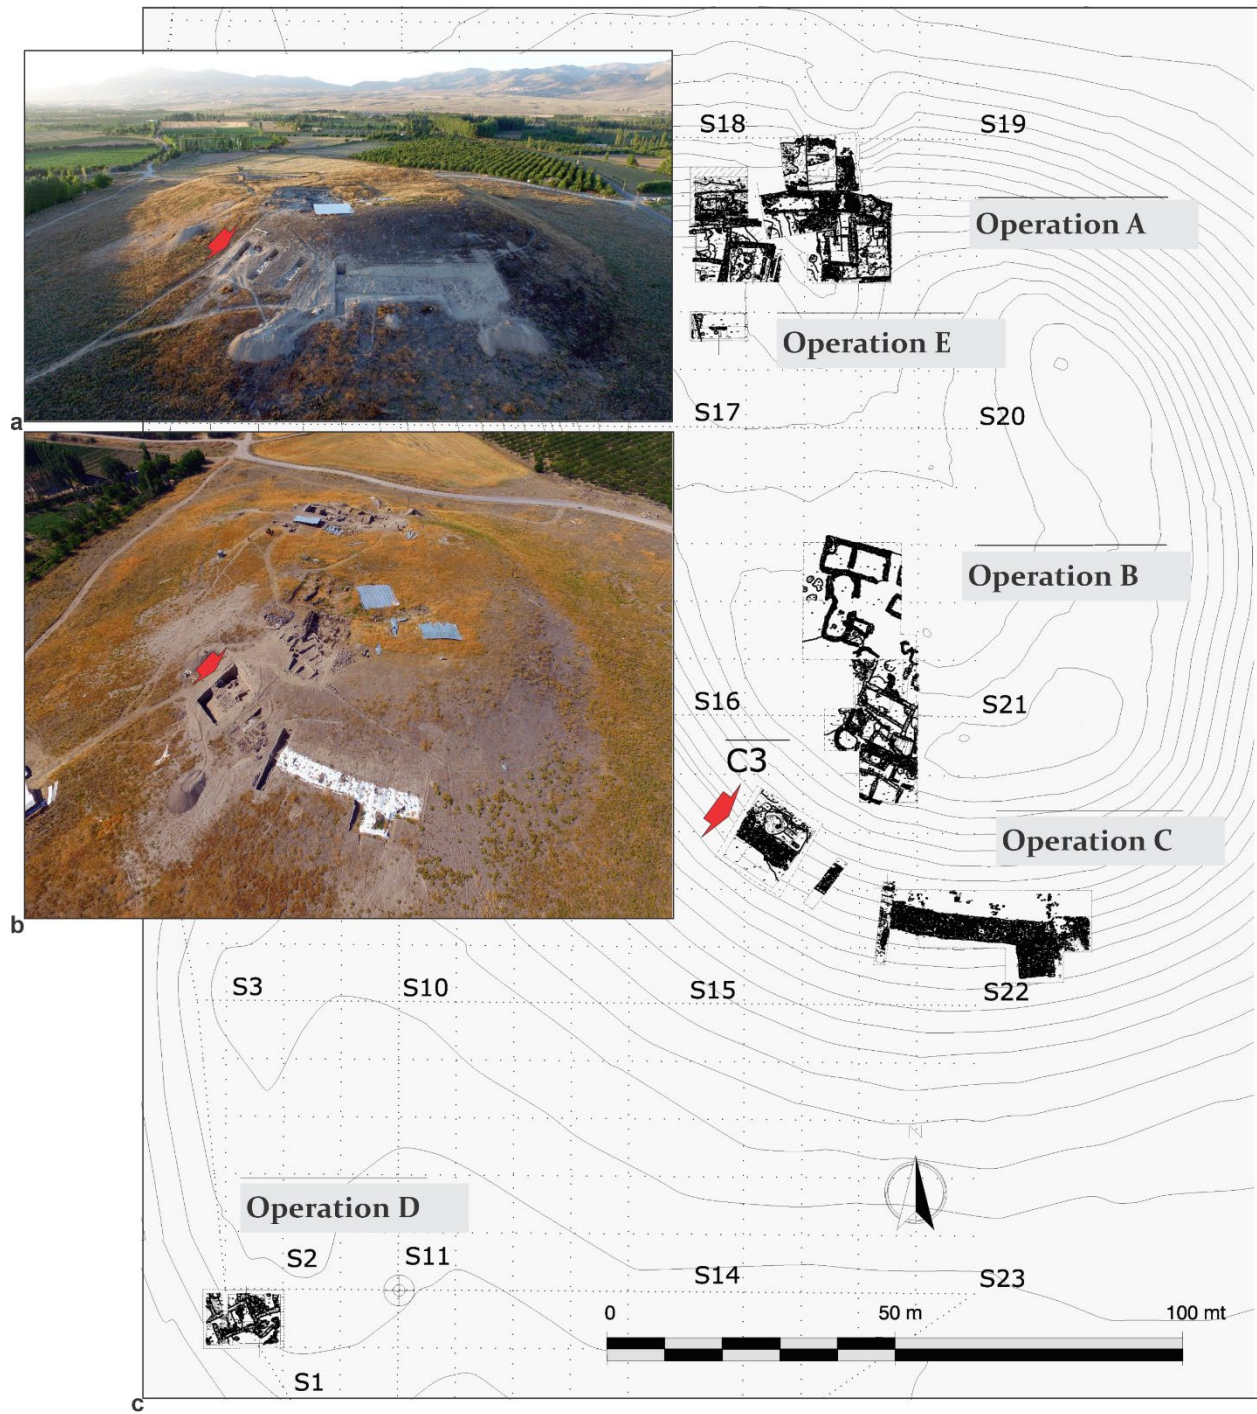 S18
S19
Operation A
Operation E
a
S17
S20
Operation B
S16
S21
C3
Operation C
b
S3
S10
S15
S22
N
Operation D
S2
S11
S14
S23
0
50 m
100 mt
S1
c